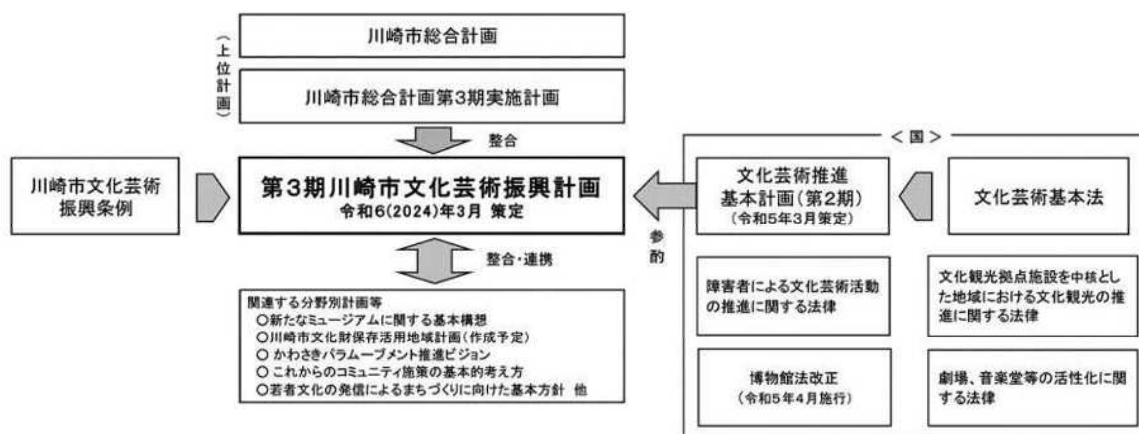 (上位計画)
川崎市総合計画
川崎市総合計画第3期実施計画
整合
川崎市文化芸術
振興条例
第3期川崎市文化芸術振興計画
令和6(2024)年3月 策定
整合・連携
関連する分野別計画等
○新たなミュージアムに関する基本構想
○川崎市文化財保存活用地域計画(作成予定)
○かわさきパラムーブメント推進ビジョン
○これからのコミュニティ施策の基本的考え方
○若者文化の発信によるまちづくりに向けた基本方針 他
参酌
<国>
文化芸術推進
基本計画(第2期)
(令和5年3月策定)
文化芸術基本法
障害者による文化芸術活動
の推進に関する法律
文化観光拠点施設を中核とし
た地域における文化観光の推
進に関する法律
博物館法改正
(令和5年4月施行)
劇場、音楽堂等の活性化に関
する法律